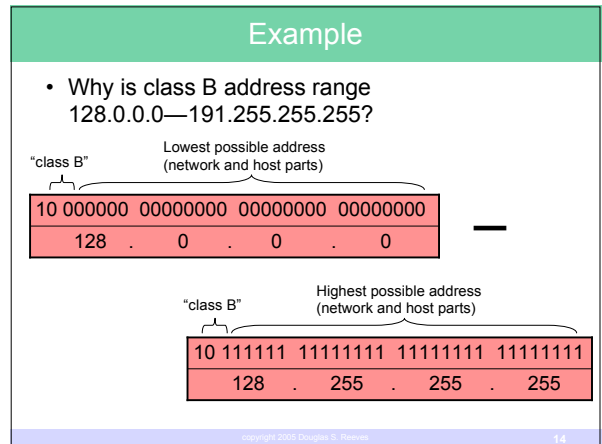 Example
• Why is class B address range
128.0.0.0—191.255.255.255?
Lowest possible address
(network and host parts)
“class B”
10 000000 00000000 00000000 00000000
128 . 0 . 0 . 0
–
Highest possible address
(network and host parts)
“class B”
10 111111 11111111 11111111 11111111
128 . 255 . 255 . 255
copyright 2005 Douglas S. Reeves
14